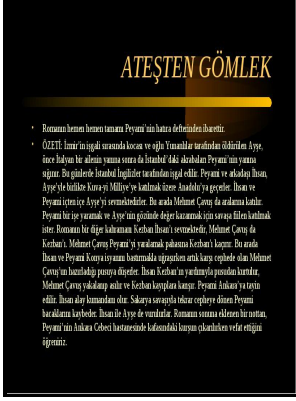 ATEŞTEN GÖMLEK
• Romanın hemen hemen tamamı Peyami'nin hatıra defterinden ibarettir.
• ÖZETİ: İzmir'in işgali sırasında kocası ve oğlu Yunanlılar tarafından öldürülen Ayşe,
önce İtalyan bir ailenin yanına sonra da İstanbul'daki akrabaları Peyami'nin yanına
sığınır. Bu günlerde İstanbul İngilizler tarafından işgal edilir. Peyami ve arkadaşı İhsan,
Ayşe'yle birlikte Kuva-yi Milliye'ye katılmak üzere Anadolu'ya geçerler. İhsan ve
Peyami içten içe Ayşe'yi sevmektedirler. Bu arada Mehmet Çavuş da aralarına katılır.
Peyami bir işe yaramak ve Ayşe'nin gözünde değer kazanmak için savaşa fiilen katılmak
ister. Romanın bir diğer kahramanı Kezban İhsan'ı sevmektedir, Mehmet Çavuş da
Kezban'ı. Mehmet Çavuş Peyami'yi yaralamak pahasına Kezban'ı kaçırır. Bu arada
İhsan ve Peyami Konya isyanını bastırmakla uğraşırken artık karşı cephede olan Mehmet
Çavuş'un hazırladığı pusuya düşerler. İhsan Kezban'ın yardımıyla pusudan kurtulur,
Mehmet Çavuş yakalanıp asılır ve Kezban kayıplara karışır. Peyami Ankara'ya tayin
edilir. İhsan alay kumandanı olur. Sakarya savaşıyla tekrar cepheye dönen Peyami
bacaklarını kaybeder. İhsan ile Ayşe de vurulurlar. Romanın sonuna eklenen bir nottan,
Peyami'nin Ankara Cebeci hastanesinde kafasındaki kurşun çıkarılırken vefat ettiğini
öğreniriz.